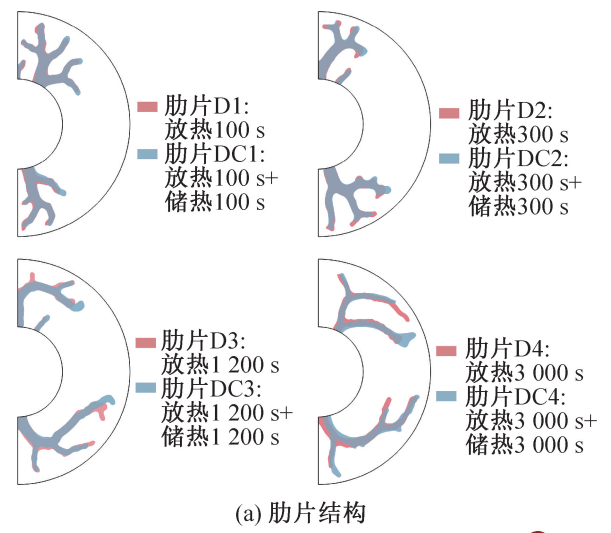 肋片D1:
放热100 s
肋片DC1:
放热100 s+
储热100 s
肋片D2:
放热300 s
肋片DC2:
放热300 s+
储热300 s
肋片D3:
放热1 200 s
肋片DC3:
放热1 200 s+
储热1 200 s
肋片D4:
放热3 000 s
肋片DC4:
放热3 000 s+
储热3 000 s
(a) 肋片结构